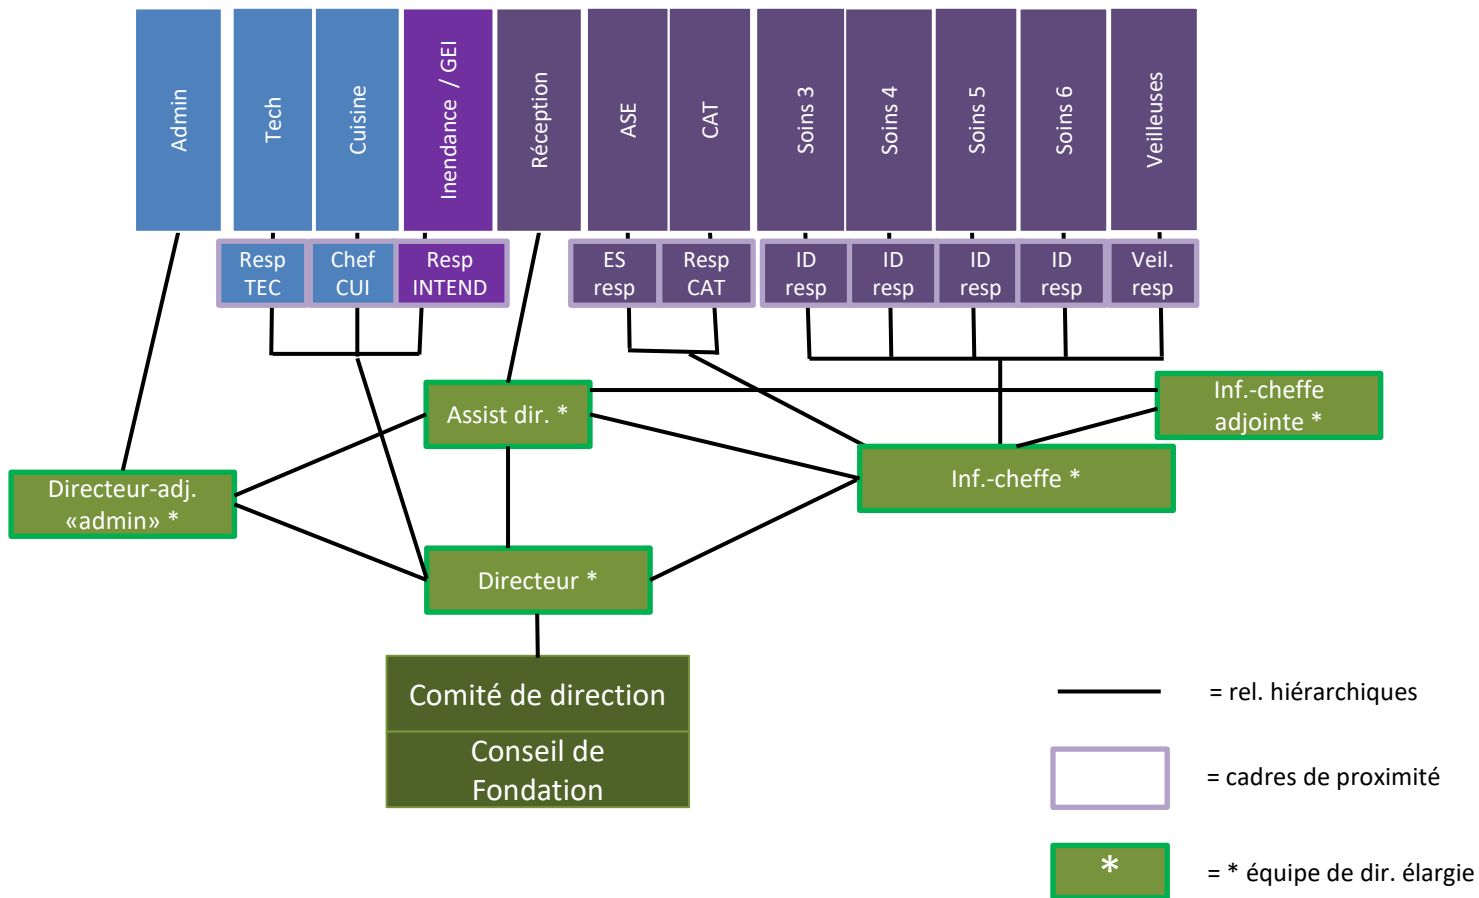 Admin
Tech
Cuisine
Inendance / GEI
Réception
ASE
CAT
Soins 3
Soins 4
Soins 5
Soins 6
Veilleuses
Resp
TEC
Chef
CUI
Resp
INTEND
ES
resp
Resp
CAT
ID
resp
ID
resp
ID
resp
ID
resp
Veil.
resp
Assist dir. *
Inf.-cheffe
adjointe *
Directeur-adj.
«admin» *
Inf.-cheffe *
Directeur *
Comité de direction
Conseil de
Fondation
= rel. hiérarchiques
= cadres de proximité
*
= * équipe de dir. élargie